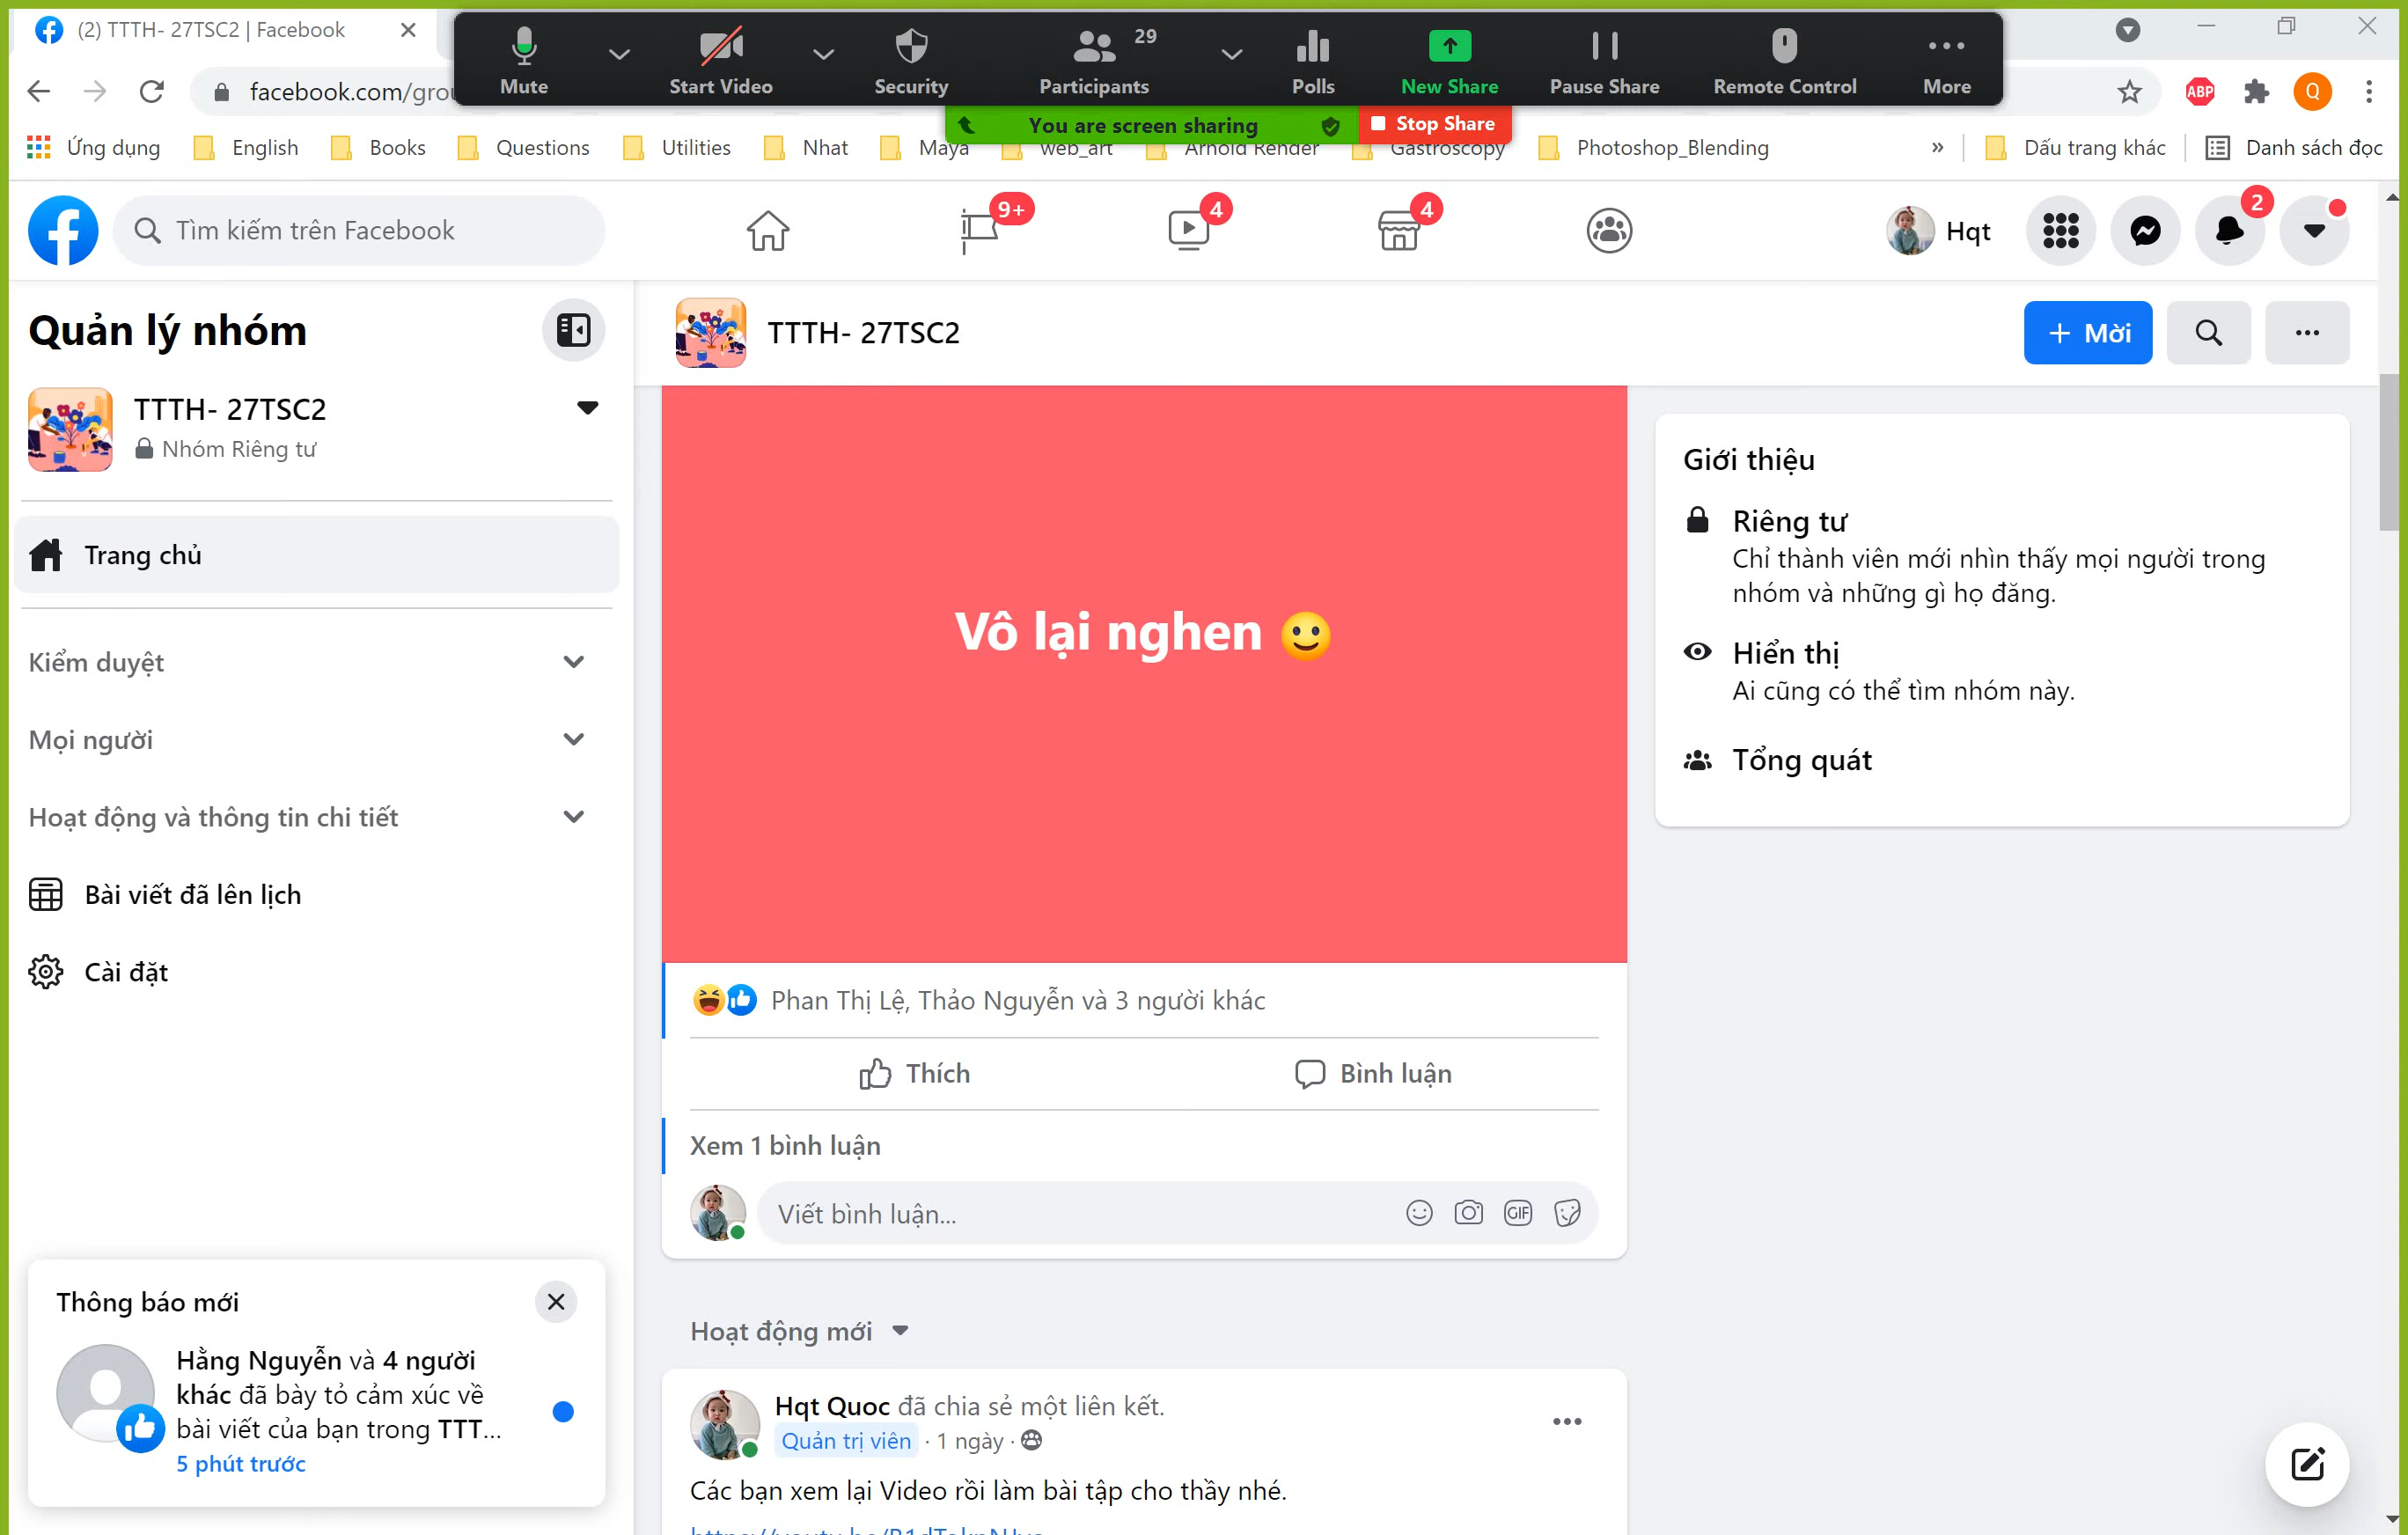 (2) TTTH- 27TSC2 | Facebook
Mute
Start Video
Security
29
Participants
Polls
New Share
Pause Share
Remote Control
More
facebook.com/gro
ABP
Q
You are screen sharing
Stop Share
Ứng dụng
English
Books
Questions
Utilities
Nhat
Maya
web_art
Arnold Render
Gastroscopy
Photoshop_Blending
»
Dấu trang khác
Danh sách đọc
Tìm kiếm trên Facebook
9+
4
4
Hqt
2
Quản lý nhóm
TTTH- 27TSC2
Nhóm Riêng tư
Trang chủ
Kiểm duyệt
Mọi người
Hoạt động và thông tin chi tiết
Bài viết đã lên lịch
Cài đặt
Thông báo mới
Hằng Nguyễn và 4 người
khác đã bày tỏ cảm xúc về
bài viết của bạn trong TTT...
5 phút trước
TTTH- 27TSC2
+ Mời
Vô lại nghen 🙂
Phan Thị Lệ, Thảo Nguyễn và 3 người khác
Thích
Bình luận
Xem 1 bình luận
Viết bình luận...
GIF
Hoạt động mới
Hqt Quoc đã chia sẻ một liên kết.
Quản trị viên · 1 ngày ·
Các bạn xem lại Video rồi làm bài tập cho thầy nhé.
Giới thiệu
Riêng tư
Chỉ thành viên mới nhìn thấy mọi người trong
nhóm và những gì họ đăng.
Hiển thị
Ai cũng có thể tìm nhóm này.
Tổng quát